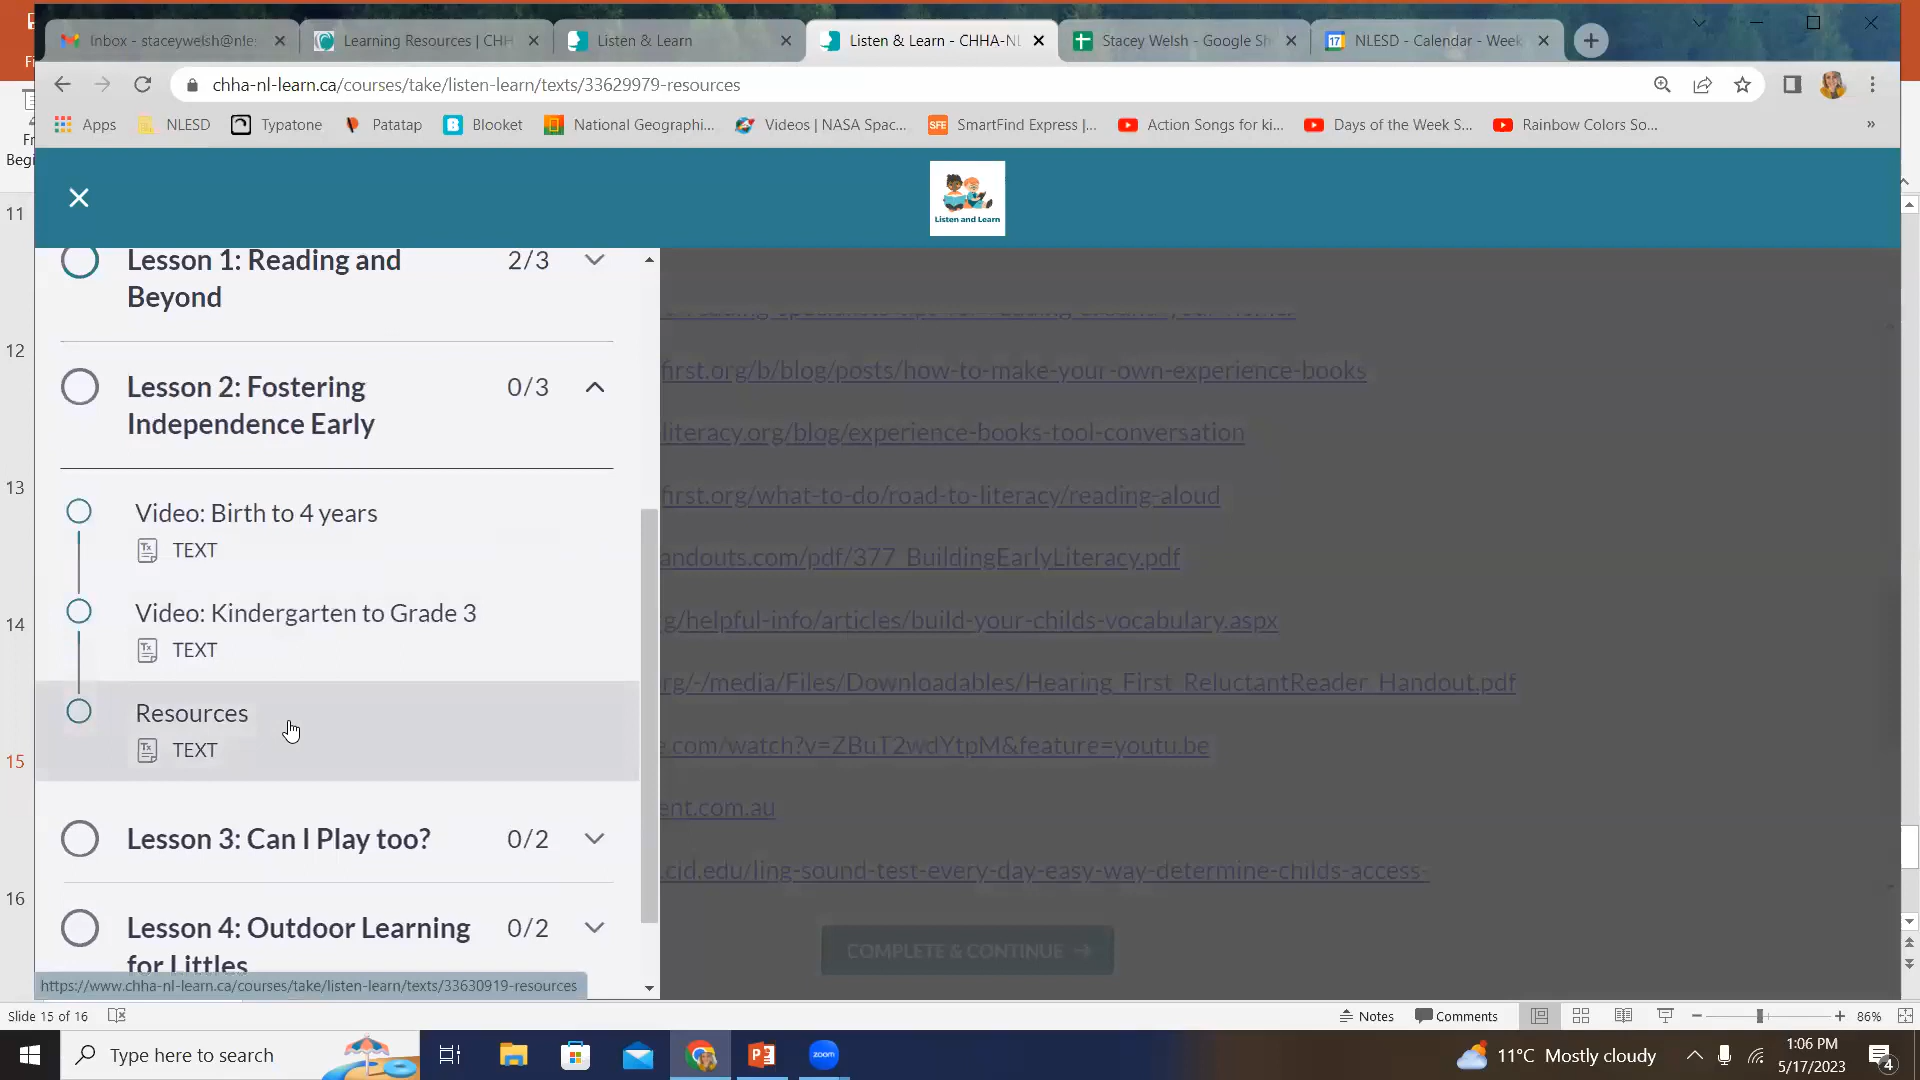 Inbox - staceywelsh@nles
Learning Resources | CHH
Listen & Learn
Listen & Learn - CHHA-NL
Stacey Welsh - Google Sh
NLESD - Calendar - Week
chha-nl-learn.ca/courses/take/listen-learn/texts/33629979-resources
Apps
NLESD
Typatone
Patatap
Blooket
National Geographi...
Videos | NASA Spac...
SmartFind Express |...
Action Songs for ki...
Days of the Week S...
Rainbow Colors So...
»
Fr
Begi
Listen and Learn
11
12
13
14
15
16
Lesson 1: Reading and
Beyond
2/3
Lesson 2: Fostering
Independence Early
0/3
Video: Birth to 4 years
TEXT
Video: Kindergarten to Grade 3
TEXT
Resources
TEXT
Lesson 3: Can I Play too?
0/2
Lesson 4: Outdoor Learning
for Littles
0/2
https://www.chha-nl-learn.ca/courses/take/listen-learn/texts/33630919-resources
first.org/b/blog/posts/how-to-make-your-own-experience-books
literacy.org/blog/experience-books-tool-conversation
first.org/what-to-do/road-to-literacy/reading-aloud
andouts.com/pdf/377_BuildingEarlyLiteracy.pdf
g/helpful-info/articles/build-your-childs-vocabulary.aspx
org/-/media/Files/Downloadables/Hearing_First_ReluctantReader_Handout.pdf
e.com/watch?v=ZBuT2wdYtpM&feature=youtu.be
ent.com.au
.cid.edu/ling-sound-test-every-day-easy-way-determine-childs-access-
COMPLETE & CONTINUE →
Slide 15 of 16
Notes
Comments
86%
Type here to search
zoom
11°C Mostly cloudy
1:06 PM
5/17/2023
4